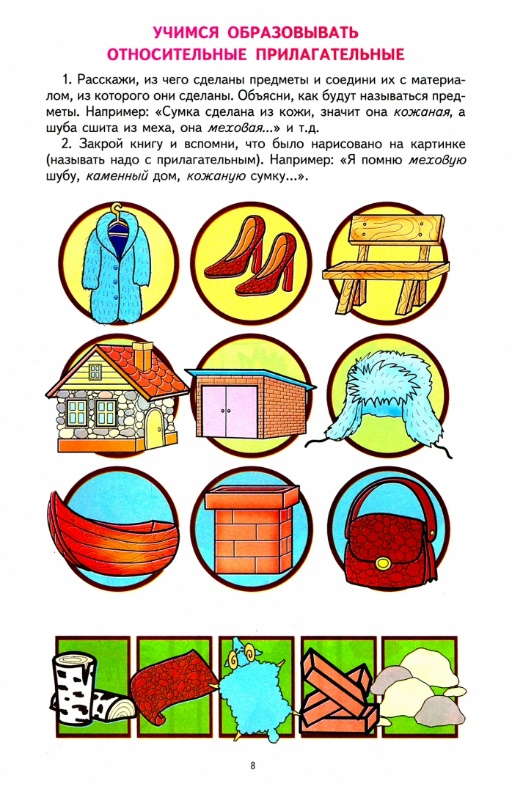 УЧИМСЯ ОБРАЗОВЫВАТЬ
ОТНОСИТЕЛЬНЫЕ ПРИЛАГАТЕЛЬНЫЕ
1. Расскажи, из чего сделаны предметы и соедини их с материа-
лом, из которого они сделаны. Объясни, как будут называться пред-
меты. Например: «Сумка сделана из кожи, значит она кожаная, а
шуба сшита из меха, она меховая...» и т.д.
2. Закрой книгу и вспомни, что было нарисовано на картинке
(называть надо с прилагательным). Например: «Я помню меховую
шубу, каменный дом, кожаную сумку...».
8